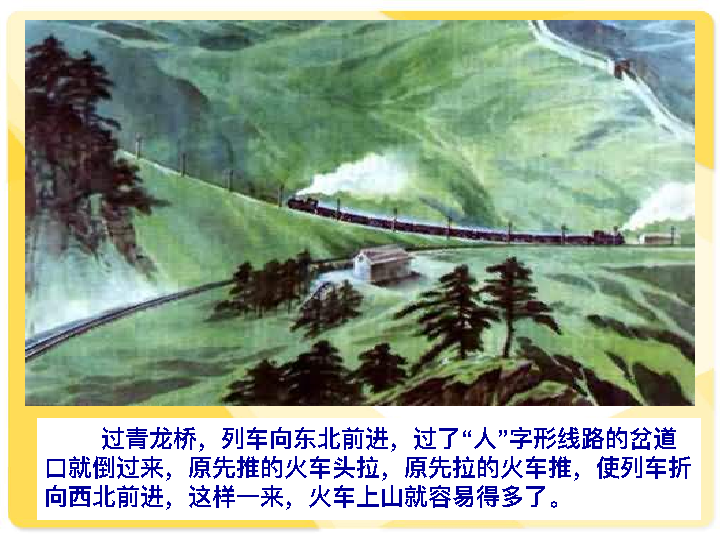 过青龙桥，列车向东北前进，过了“人”字形线路的岔道
口就倒过来，原先推的火车头拉，原先拉的火车推，使列车折
向西北前进，这样一来，火车上山就容易得多了。